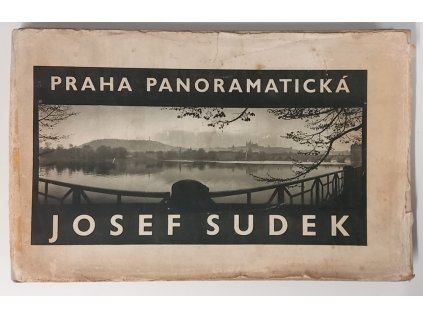 PRAHA PANORAMATICKÁ
JOSEF SUDEK